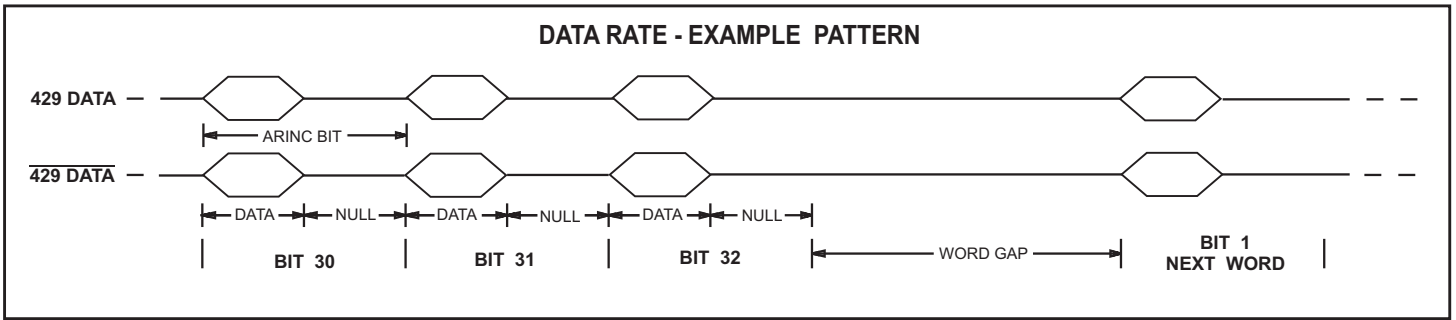 DATA RATE - EXAMPLE PATTERN
429 DATA
ARINC BIT
429 DATA
DATA NULL DATA NULL DATA NULL
BIT 30 BIT 31 BIT 32 WORD GAP BIT 1
NEXT WORD